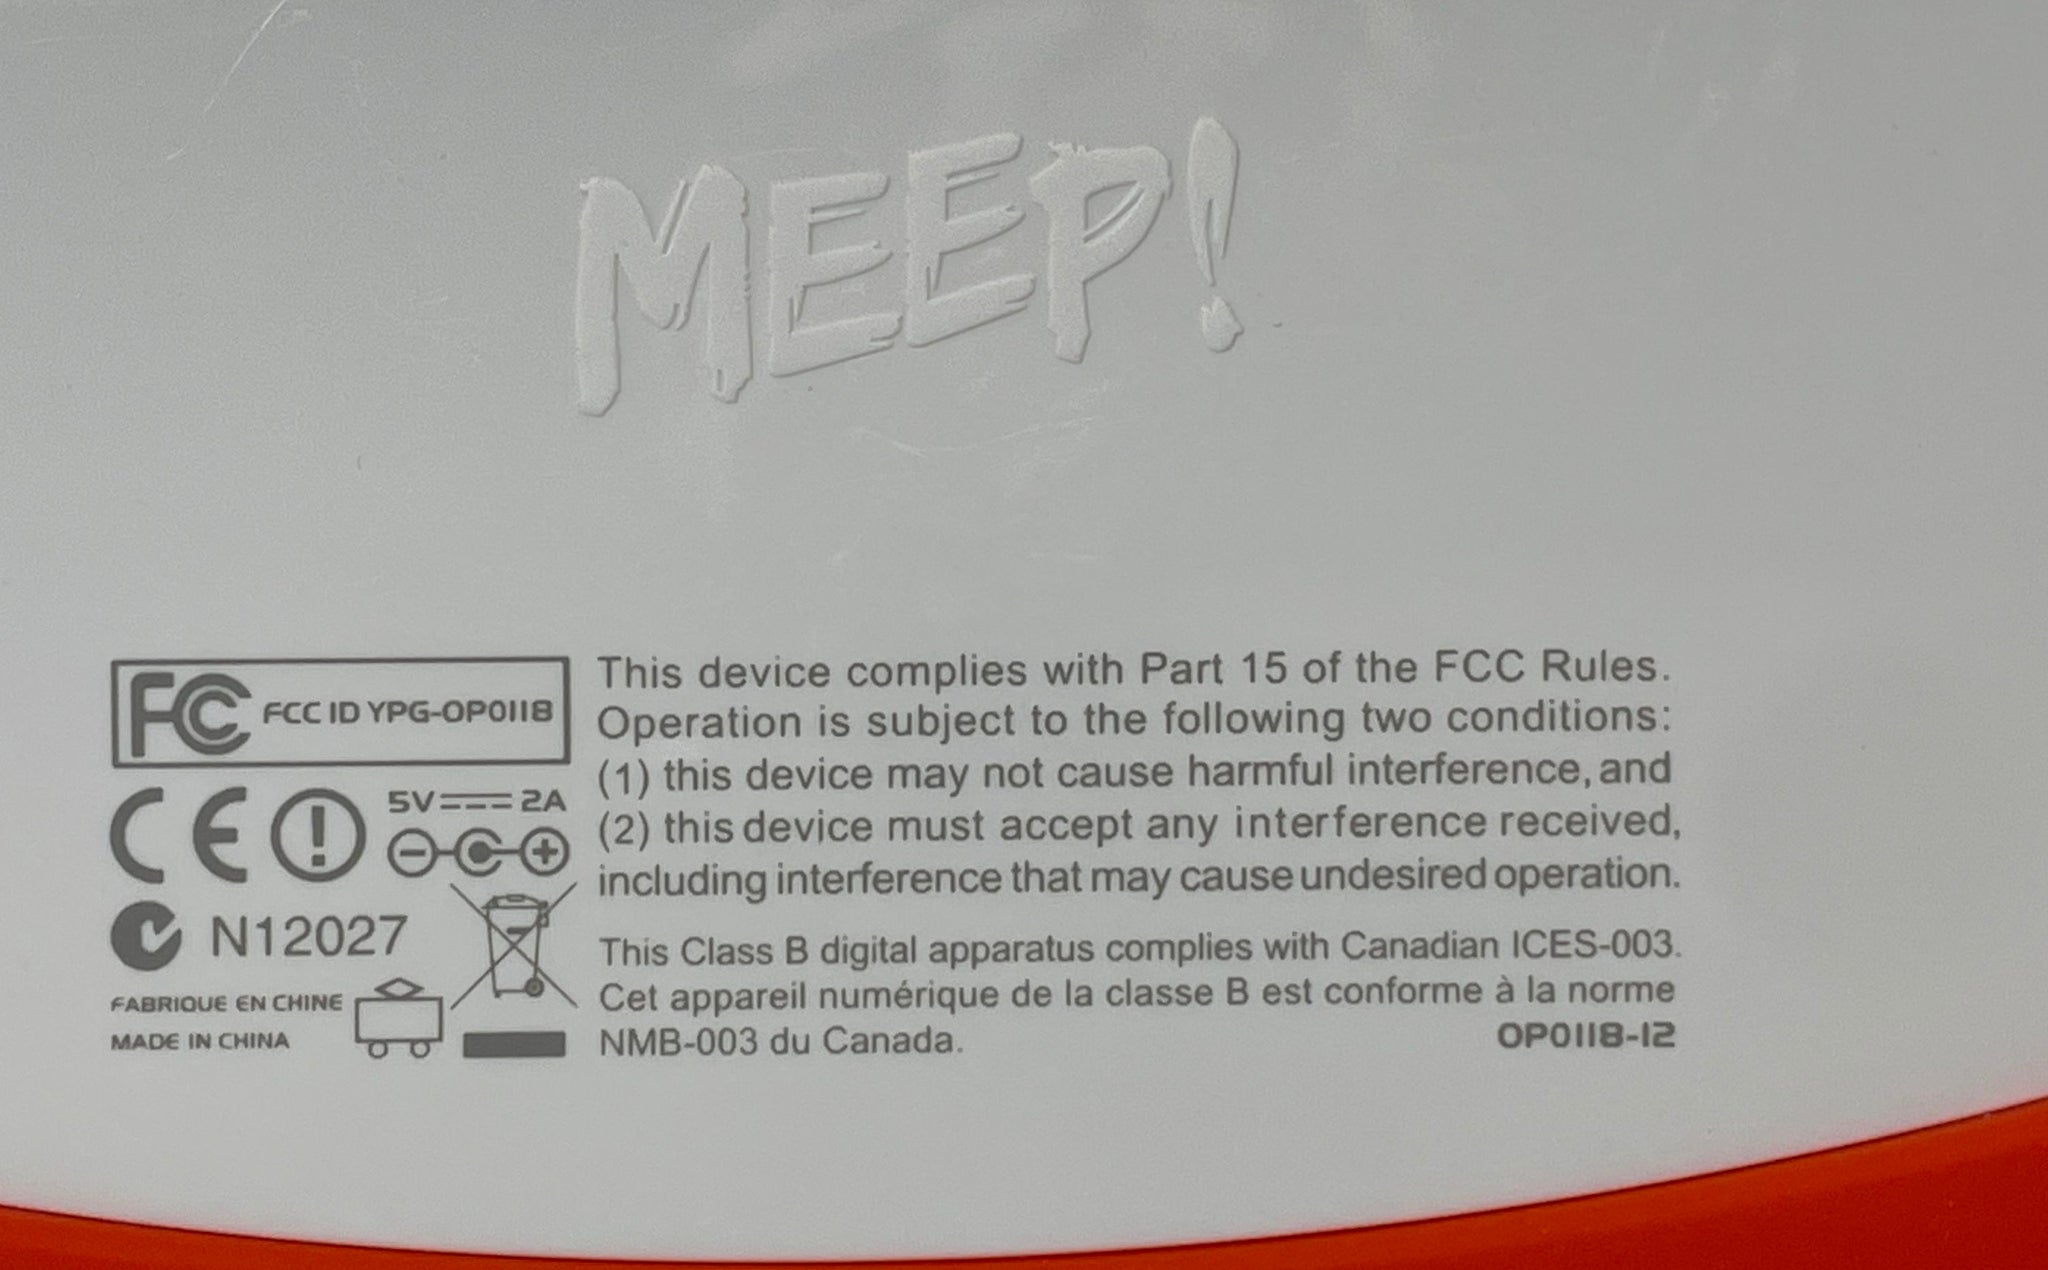 MEEP!
FC FCC ID YPG-OP0118
CE 5V 2A
N12027
FABRIQUE EN CHINE
MADE IN CHINA
This device complies with Part 15 of the FCC Rules.
Operation is subject to the following two conditions:
(1) this device may not cause harmful interference, and
(2) this device must accept any interference received,
including interference that may cause undesired operation.
This Class B digital apparatus complies with Canadian ICES-003.
Cet appareil numérique de la classe B est conforme à la norme
NMB-003 du Canada.
OP0118-12